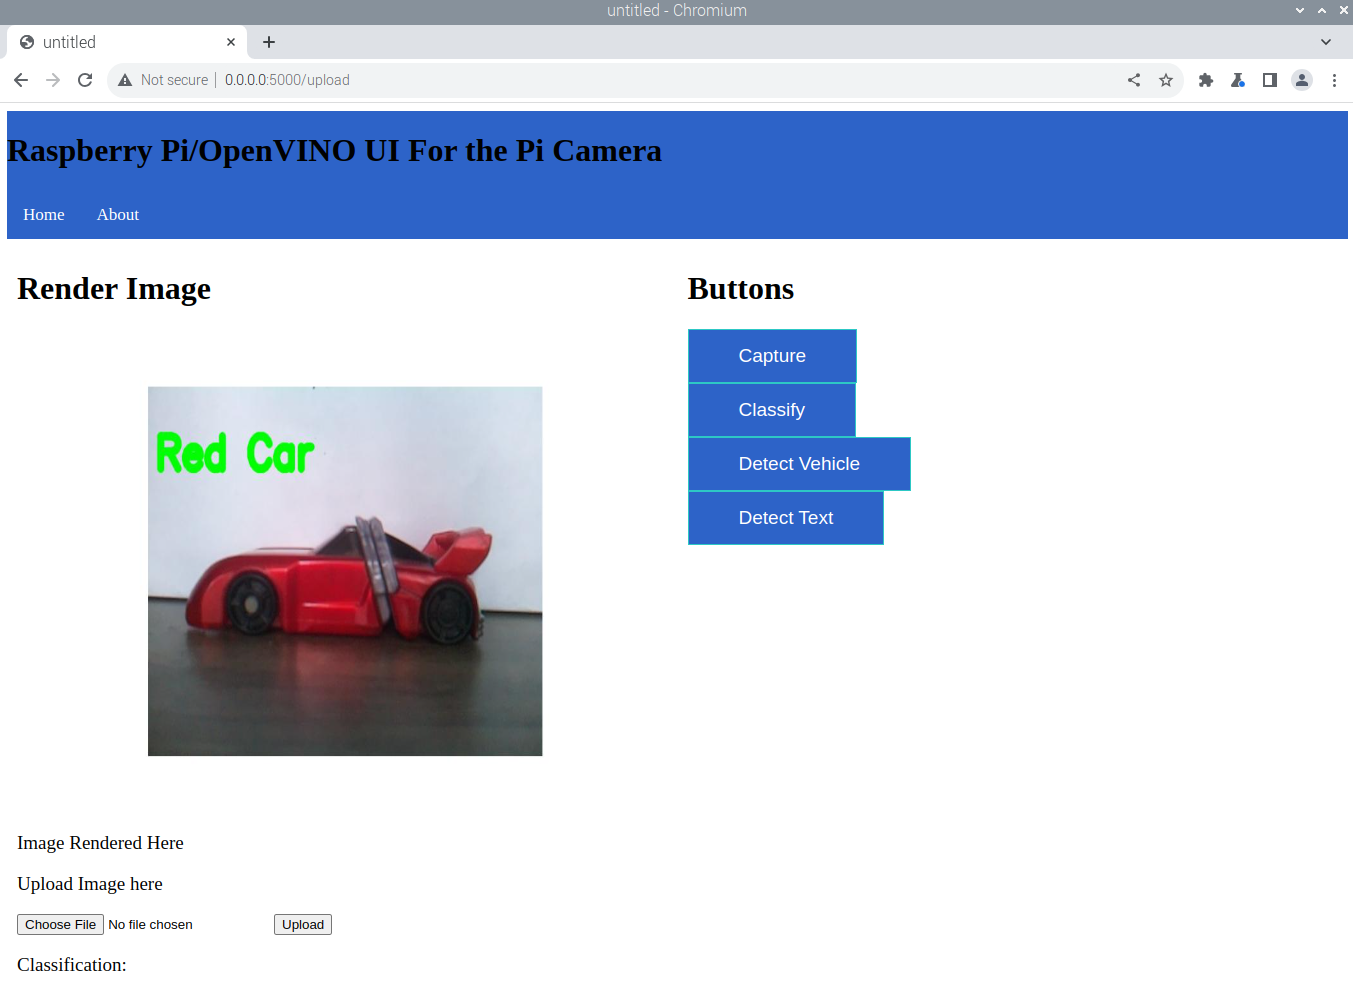 untitled - Chromium
untitled
Not secure 0.0.0.0:5000/upload
Raspberry Pi/OpenVINO UI For the Pi Camera
Home About
Render Image
Red Car
Buttons
Capture
Classify
Detect Vehicle
Detect Text
Image Rendered Here
Upload Image here
Choose File No file chosen Upload
Classification: